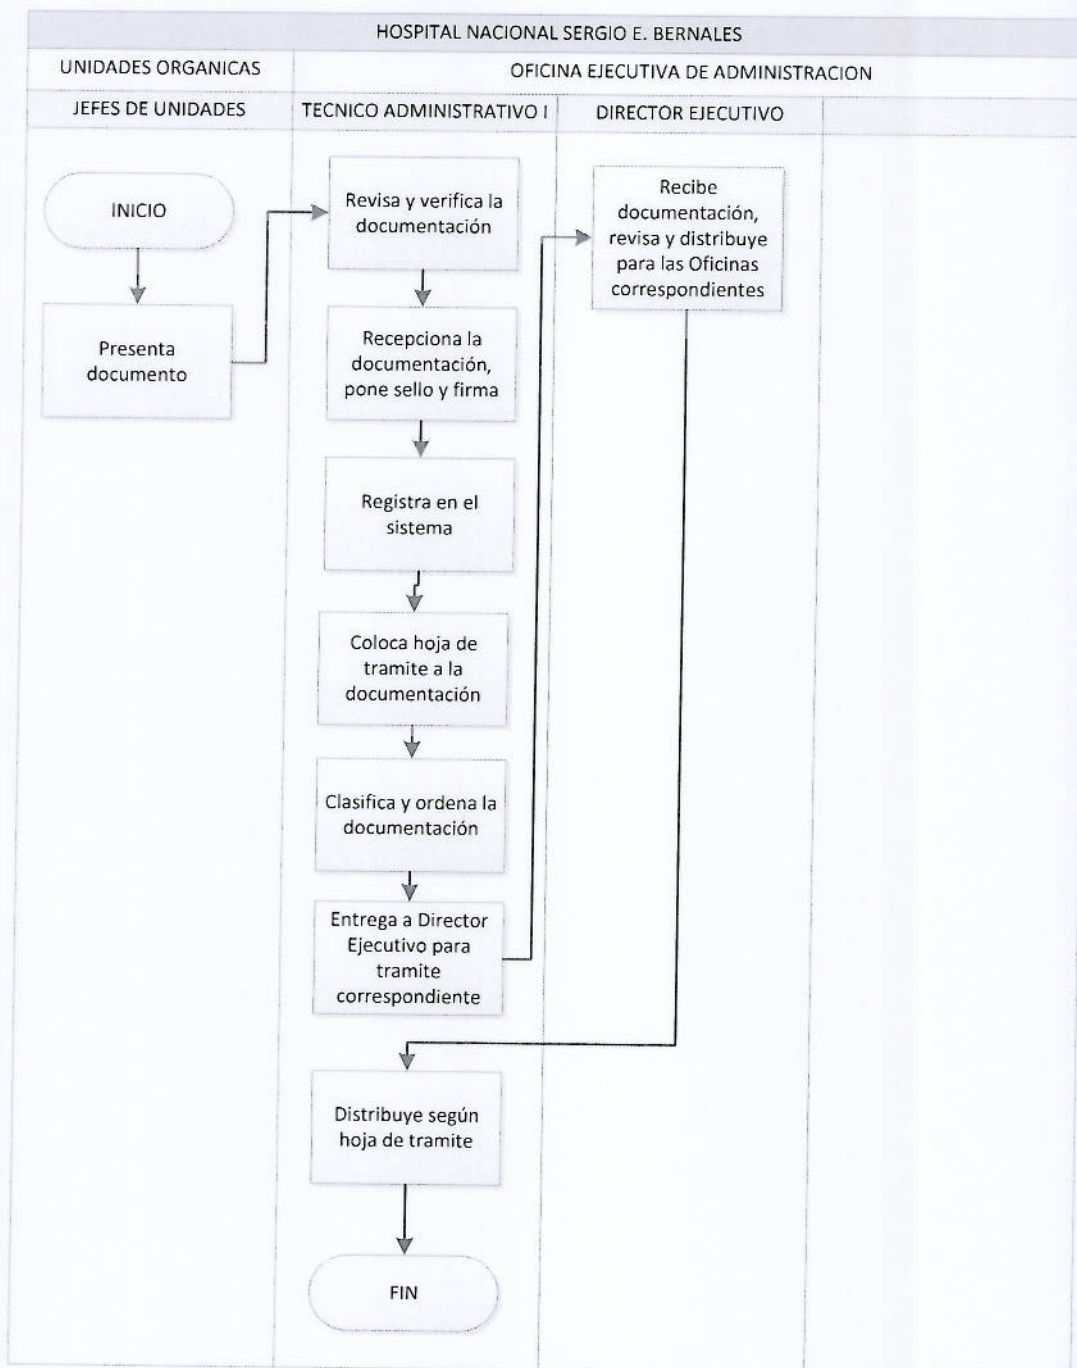 HOSPITAL NACIONAL SERGIO E. BERNALES
UNIDADES ORGANICAS
OFICINA EJECUTIVA DE ADMINISTRACION
JEFES DE UNIDADES
TECNICO ADMINISTRATIVO I
DIRECTOR EJECUTIVO
INICIO
Presenta
documento
Revisa y verifica la
documentación
Recepciona la
documentación,
pone sello y firma
Registra en el
sistema
Coloca hoja de
tramite a la
documentación
Clasifica y ordena la
documentación
Entrega a Director
Ejecutivo para
tramite
correspondiente
Recibe
documentación,
revisa y distribuye
para las Oficinas
correspondientes
Distribuye según
hoja de tramite
FIN